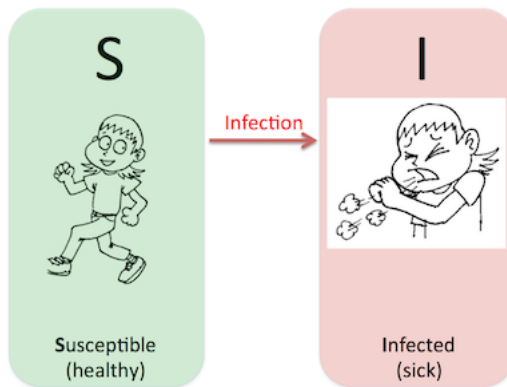 S
I
Infection
Susceptible
(healthy)
Infected
(sick)